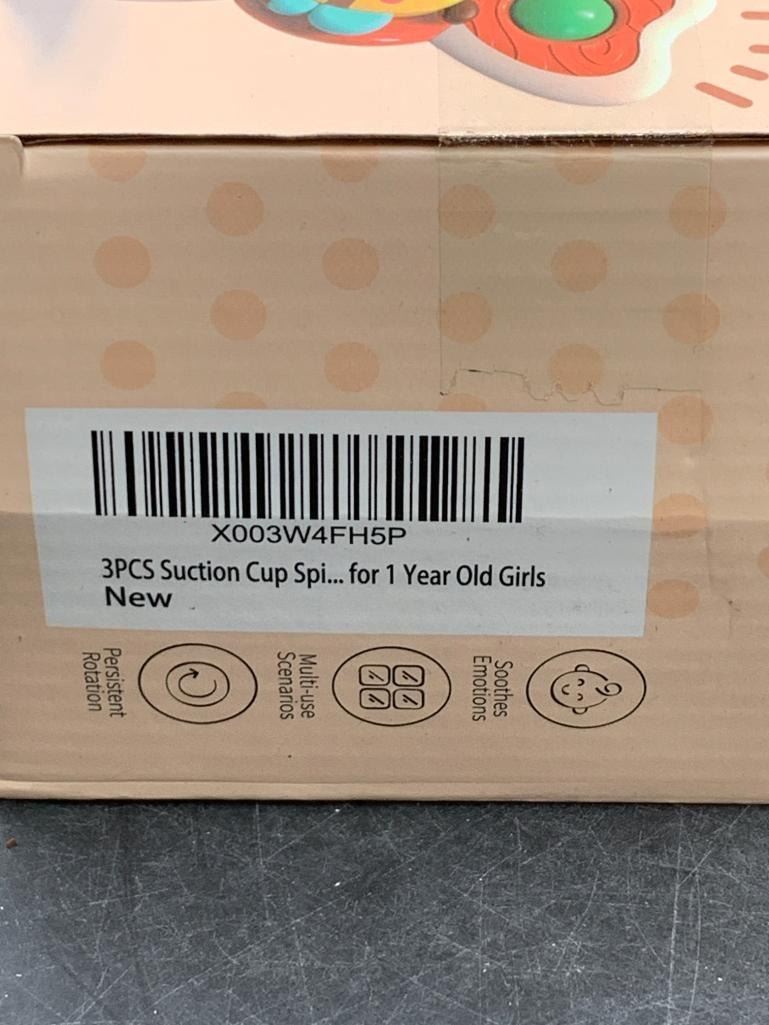 X003W4FH5P
3PCS Suction Cup Spi... for 1 Year Old Girls
New
Persistent
Rotation
Multi-use
Scenarios
Soothes
Emotions